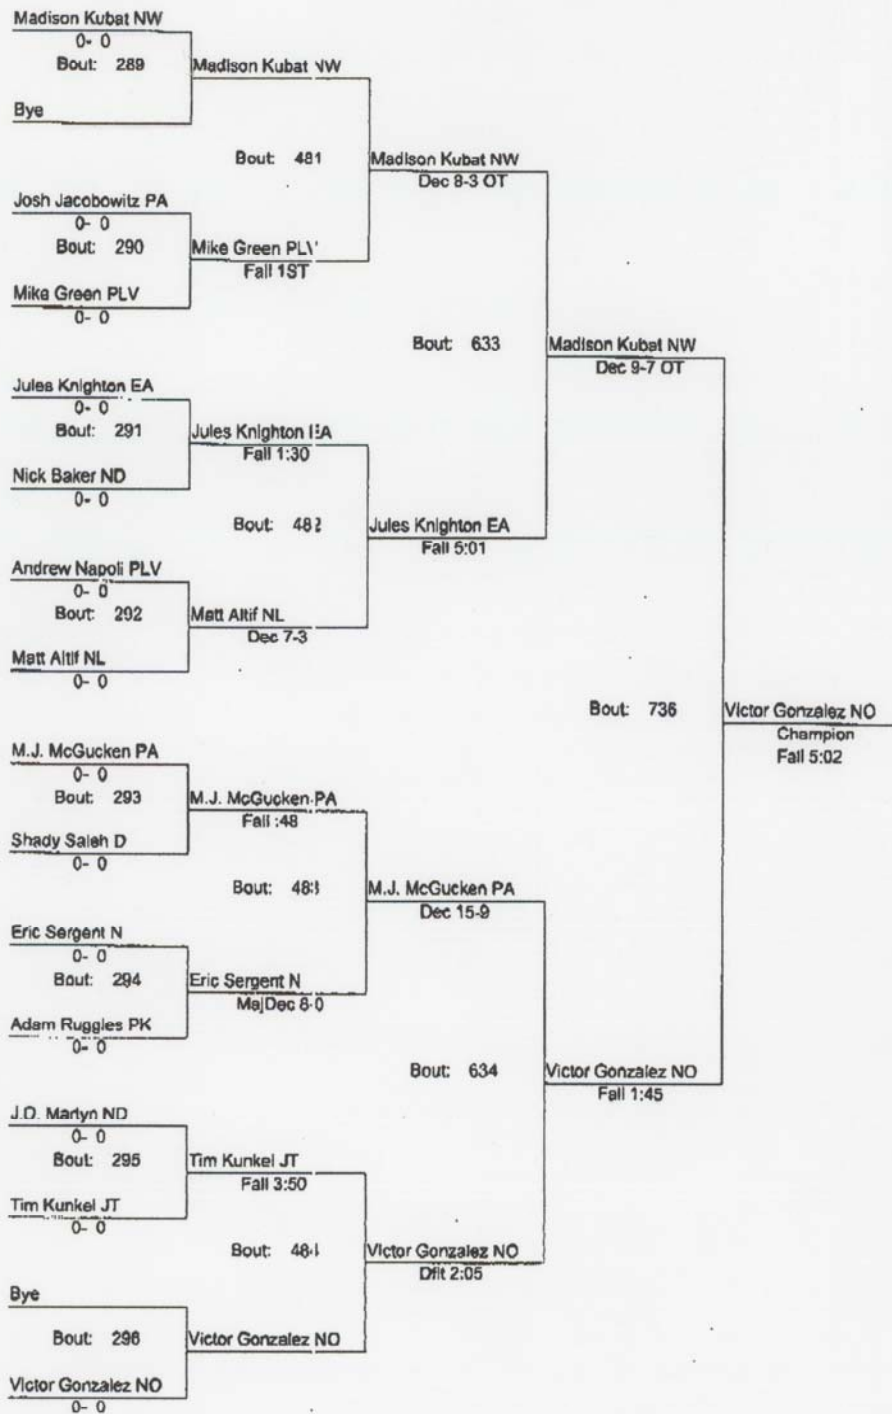 Madison Kubat NW
0- 0
Bout: 289
Madison Kubat NW
Bye
Bout: 481
Madison Kubat NW
Dec 8-3 OT
Josh Jacobowitz PA
0- 0
Bout: 290
Mike Green PLV
Fall 1ST
Mike Green PLV
0- 0
Bout: 633
Madison Kubat NW
Dec 9-7 OT
Jules Knighton EA
0- 0
Bout: 291
Jules Knighton EA
Fall 1:30
Nick Baker ND
0- 0
Bout: 482
Jules Knighton EA
Fall 5:01
Andrew Napoli PLV
0- 0
Bout: 292
Matt Altif NL
Dec 7-3
Matt Altif NL
0- 0
Bout: 736
Victor Gonzalez NO
Champion
Fall 5:02
M.J. McGucken PA
0- 0
Bout: 293
M.J. McGucken PA
Fall :48
Shady Saleh D
0- 0
Bout: 483
M.J. McGucken PA
Dec 15-9
Eric Sergent N
0- 0
Bout: 294
Eric Sergent N
MajDec 8-0
Adam Ruggles PK
0- 0
Bout: 634
Victor Gonzalez NO
Fall 1:45
J.D. Marlyn ND
0- 0
Bout: 295
Tim Kunkel JT
Fall 3:50
Tim Kunkel JT
0- 0
Bout: 484
Victor Gonzalez NO
Dflt 2:05
Bye
Bout: 296
Victor Gonzalez NO
Victor Gonzalez NO
0- 0